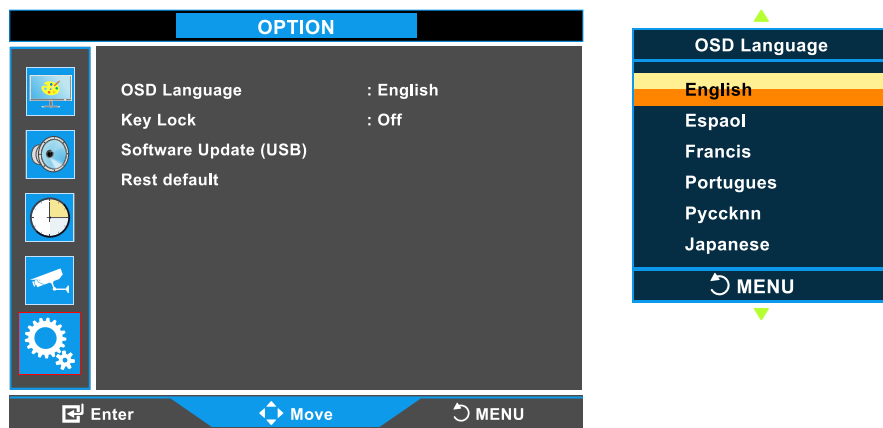 OPTION
OSD Language : English
Key Lock : Off
Software Update (USB)
Rest default
Enter Move MENU
OSD Language
English
Espaol
Francis
Portugues
Pyccknn
Japanese
MENU